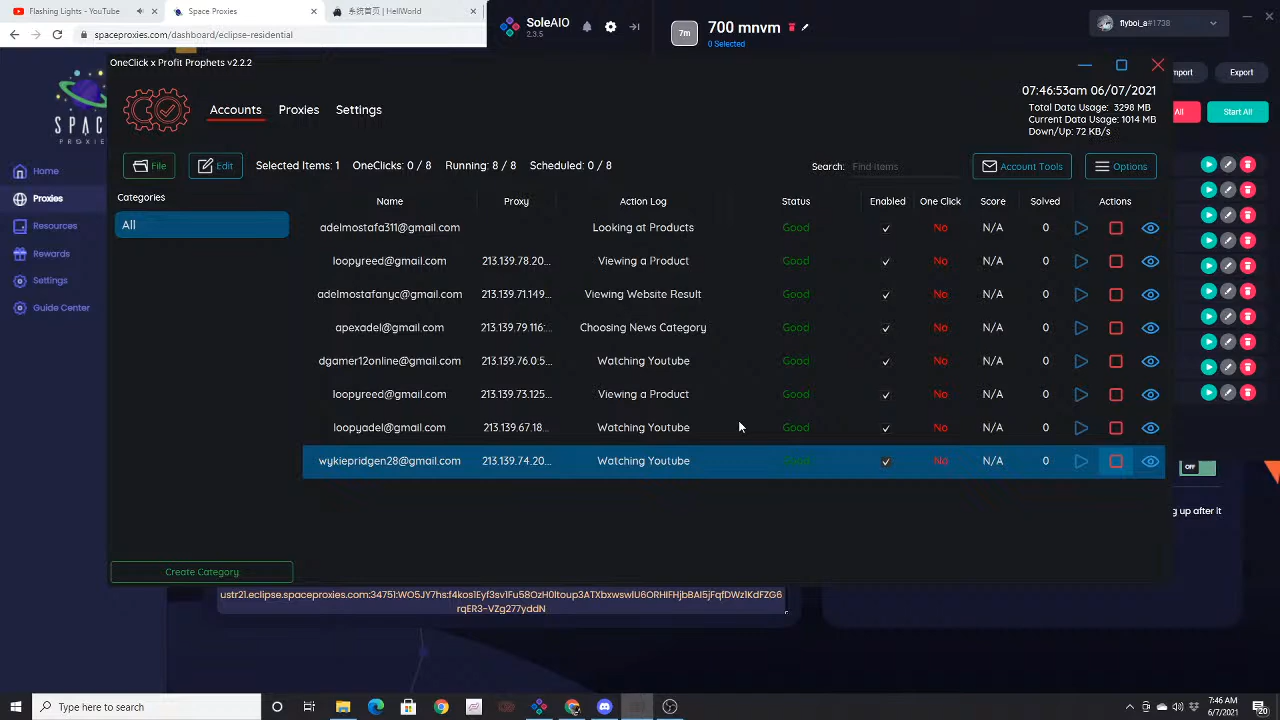 Flashing Lights - YouTube
Space Proxies
系统首页 | HellWorld
spaceproxies.com/dashboard/eclipse-residential
SoleAIO
2.3.5
7m
700 mnvm
0 Selected
flyboi_a#1738
Export
Start All
OneClick x Profit Prophets v2.2.2
Accounts
Proxies
Settings
07:46:53am 06/07/2021
Total Data Usage: 3298 MB
Current Data Usage: 1014 MB
Down/Up: 72 KB/s
File
Edit
Selected Items: 1
OneClicks: 0 / 8
Running: 8 / 8
Scheduled: 0 / 8
Search: Find Items
Account Tools
Options
SPAC
PROXIES
Home
Proxies
Resources
Rewards
Settings
Guide Center
Categories
All
Create Category
Name Proxy Action Log Status Enabled One Click Score Solved Actions
adelmostafa311@gmail.com Looking at Products Good No N/A 0
loopyreed@gmail.com 213.139.78.20... Viewing a Product Good No N/A 0
adelmostafanyc@gmail.com 213.139.71.149... Viewing Website Result Good No N/A 0
apexadel@gmail.com 213.139.79.116:... Choosing News Category Good No N/A 0
dgamer12online@gmail.com 213.139.76.0:5... Watching Youtube Good No N/A 0
loopyreed@gmail.com 213.139.73.125... Viewing a Product Good No N/A 0
loopyadel@gmail.com 213.139.67.18... Watching Youtube Good No N/A 0
wykiepridgen28@gmail.com 213.139.74.20... Watching Youtube Good No N/A 0
OFF
g up after it
Type here to search
7:46 AM
6/7/2021